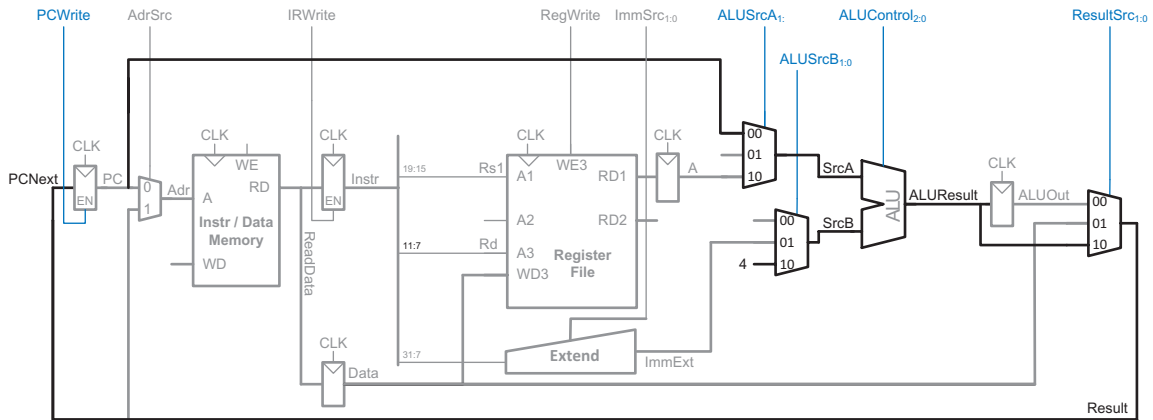 PCWrite AdrSrc IRWrite RegWrite ImmSrc1:0 ALUSrcA1: ALUControl2:0 ResultSrc1:0
ALUSrcB1:0
CLK CLK CLK CLK CLK
WE WE3 00
PCNext PC 0 Adr A RD Instr 19:15 Rs1 A1 RD1 A 01 SrcA CLK
EN 1 10
Instr / Data Memory A2 RD2 00 ALU ALUResult ALUOut 00
01 SrcB 01
WD ReadData 11:7 Rd A3 Register File 4 10 10
WD3
CLK 31:7 Extend ImmExt
Data
Result